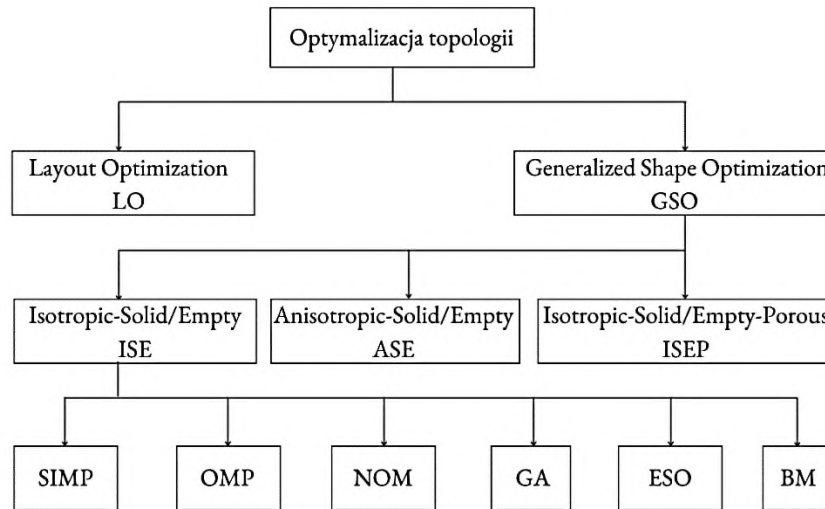 Optymalizacja topologii
Layout Optimization
LO
Generalized Shape Optimization
GSO
Isotropic-Solid/Empty
ISE
Anisotropic-Solid/Empty
ASE
Isotropic-Solid/Empty-Porous
ISEP
SIMP
OMP
NOM
GA
ESO
BM